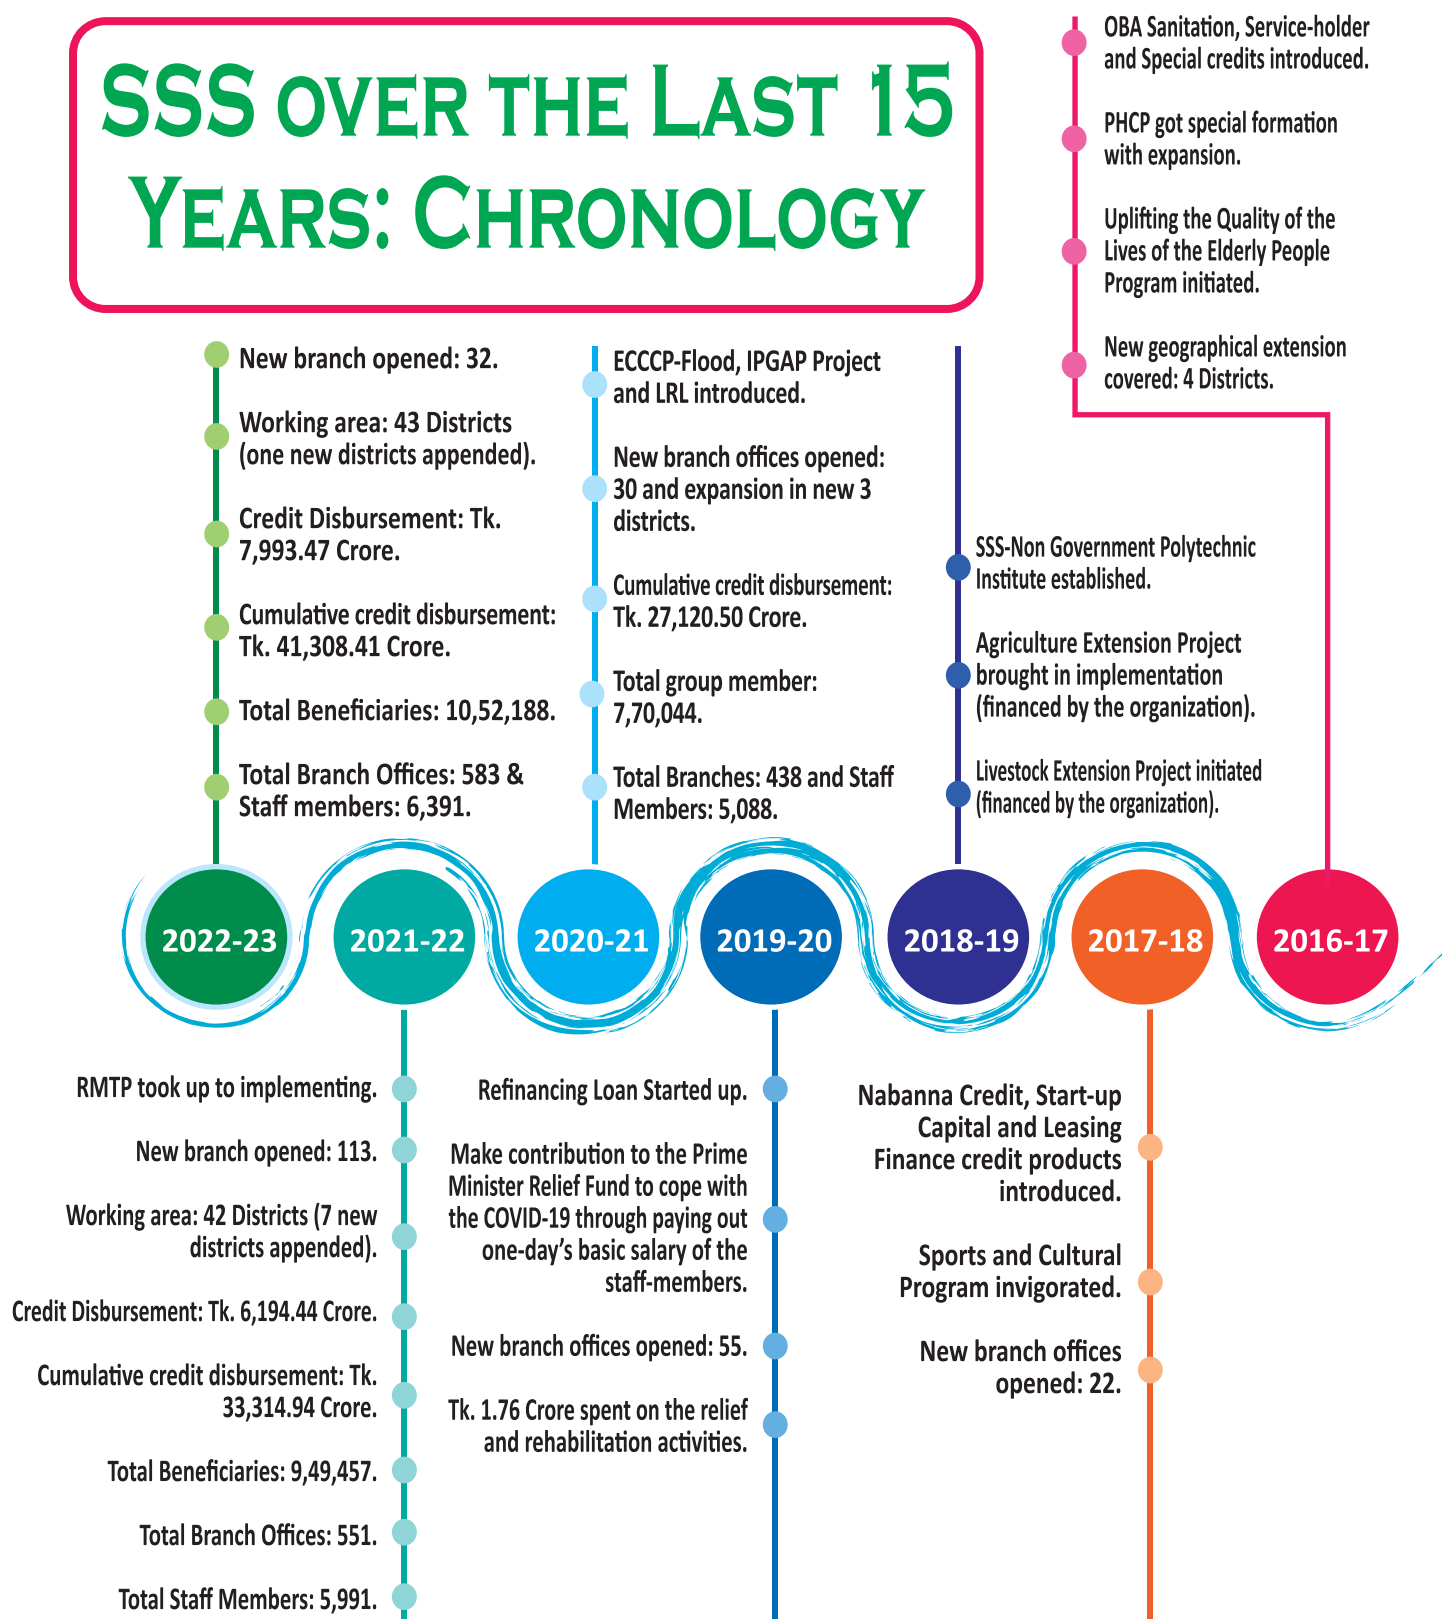 SSS over the Last 15
Years: Chronology
OBA Sanitation, Service-holder
and Special credits introduced.
PHCP got special formation
with expansion.
Uplifting the Quality of the
Lives of the Elderly People
Program initiated.
New geographical extension
covered: 4 Districts.
New branch opened: 32.
Working area: 43 Districts
(one new districts appended).
Credit Disbursement: Tk.
7,993.47 Crore.
Cumulative credit disbursement:
Tk. 41,308.41 Crore.
Total Beneficiaries: 10,52,188.
Total Branch Offices: 583 &
Staff members: 6,391.
ECCCP-Flood, IPGAP Project
and LRL introduced.
New branch offices opened:
30 and expansion in new 3
districts.
Cumulative credit disbursement:
Tk. 27,120.50 Crore.
Total group member:
7,70,044.
Total Branches: 438 and Staff
Members: 5,088.
SSS-Non Government Polytechnic
Institute established.
Agriculture Extension Project
brought in implementation
(financed by the organization).
Livestock Extension Project initiated
(financed by the organization).
2022-23
2021-22
2020-21
2019-20
2018-19
2017-18
2016-17
RMTP took up to implementing.
New branch opened: 113.
Working area: 42 Districts (7 new
districts appended).
Credit Disbursement: Tk. 6,194.44 Crore.
Cumulative credit disbursement: Tk.
33,314.94 Crore.
Total Beneficiaries: 9,49,457.
Total Branch Offices: 551.
Total Staff Members: 5,991.
Refinancing Loan Started up.
Make contribution to the Prime
Minister Relief Fund to cope with
the COVID-19 through paying out
one-day’s basic salary of the
staff-members.
New branch offices opened: 55.
Tk. 1.76 Crore spent on the relief
and rehabilitation activities.
Nabanna Credit, Start-up
Capital and Leasing
Finance credit products
introduced.
Sports and Cultural
Program invigorated.
New branch offices
opened: 22.